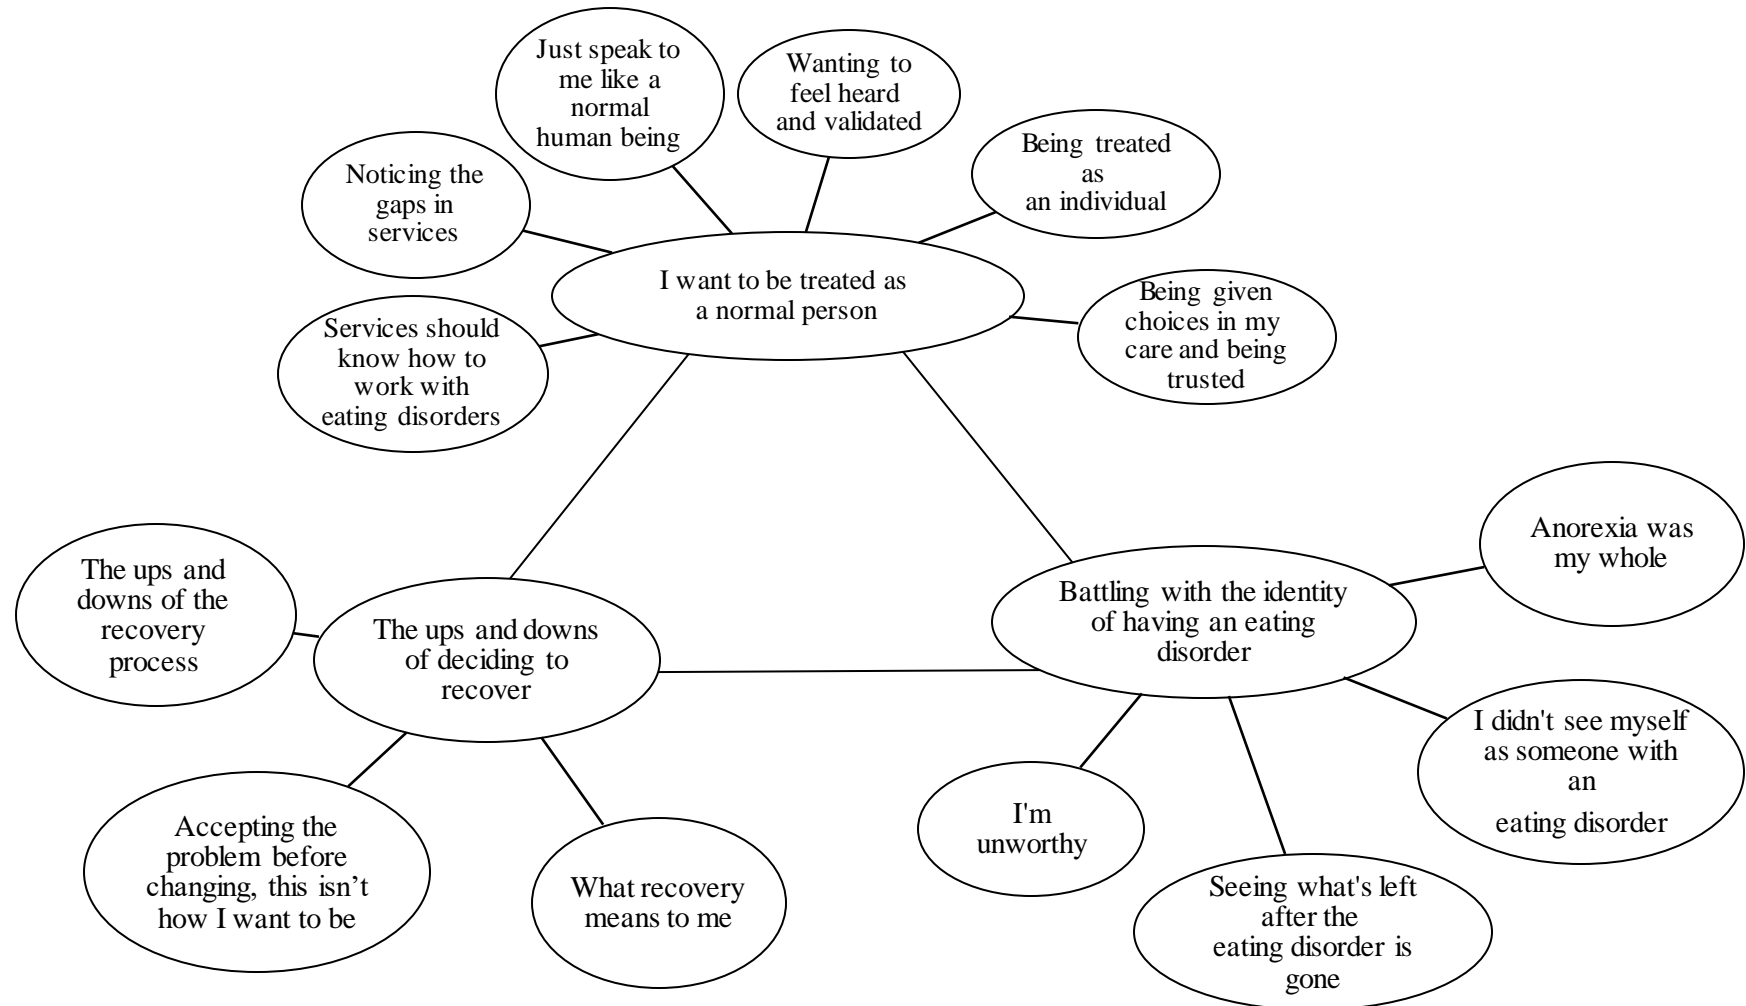 Just speak to
me like a
normal
human being
Wanting to
feel heard
and validated
Being treated
as
an individual
Noticing the
gaps in
services
I want to be treated as
a normal person
Being given
choices in my
care and being
trusted
Services should
know how to
work with
eating disorders
Anorexia was
my whole
The ups and
downs of the
recovery
process
The ups and downs
of deciding to
recover
Battling with the identity
of having an eating
disorder
I didn't see myself
as someone with
an
eating disorder
I'm
unworthy
Accepting the
problem before
changing, this isn’t
how I want to be
What recovery
means to me
Seeing what's left
after the
eating disorder is
gone